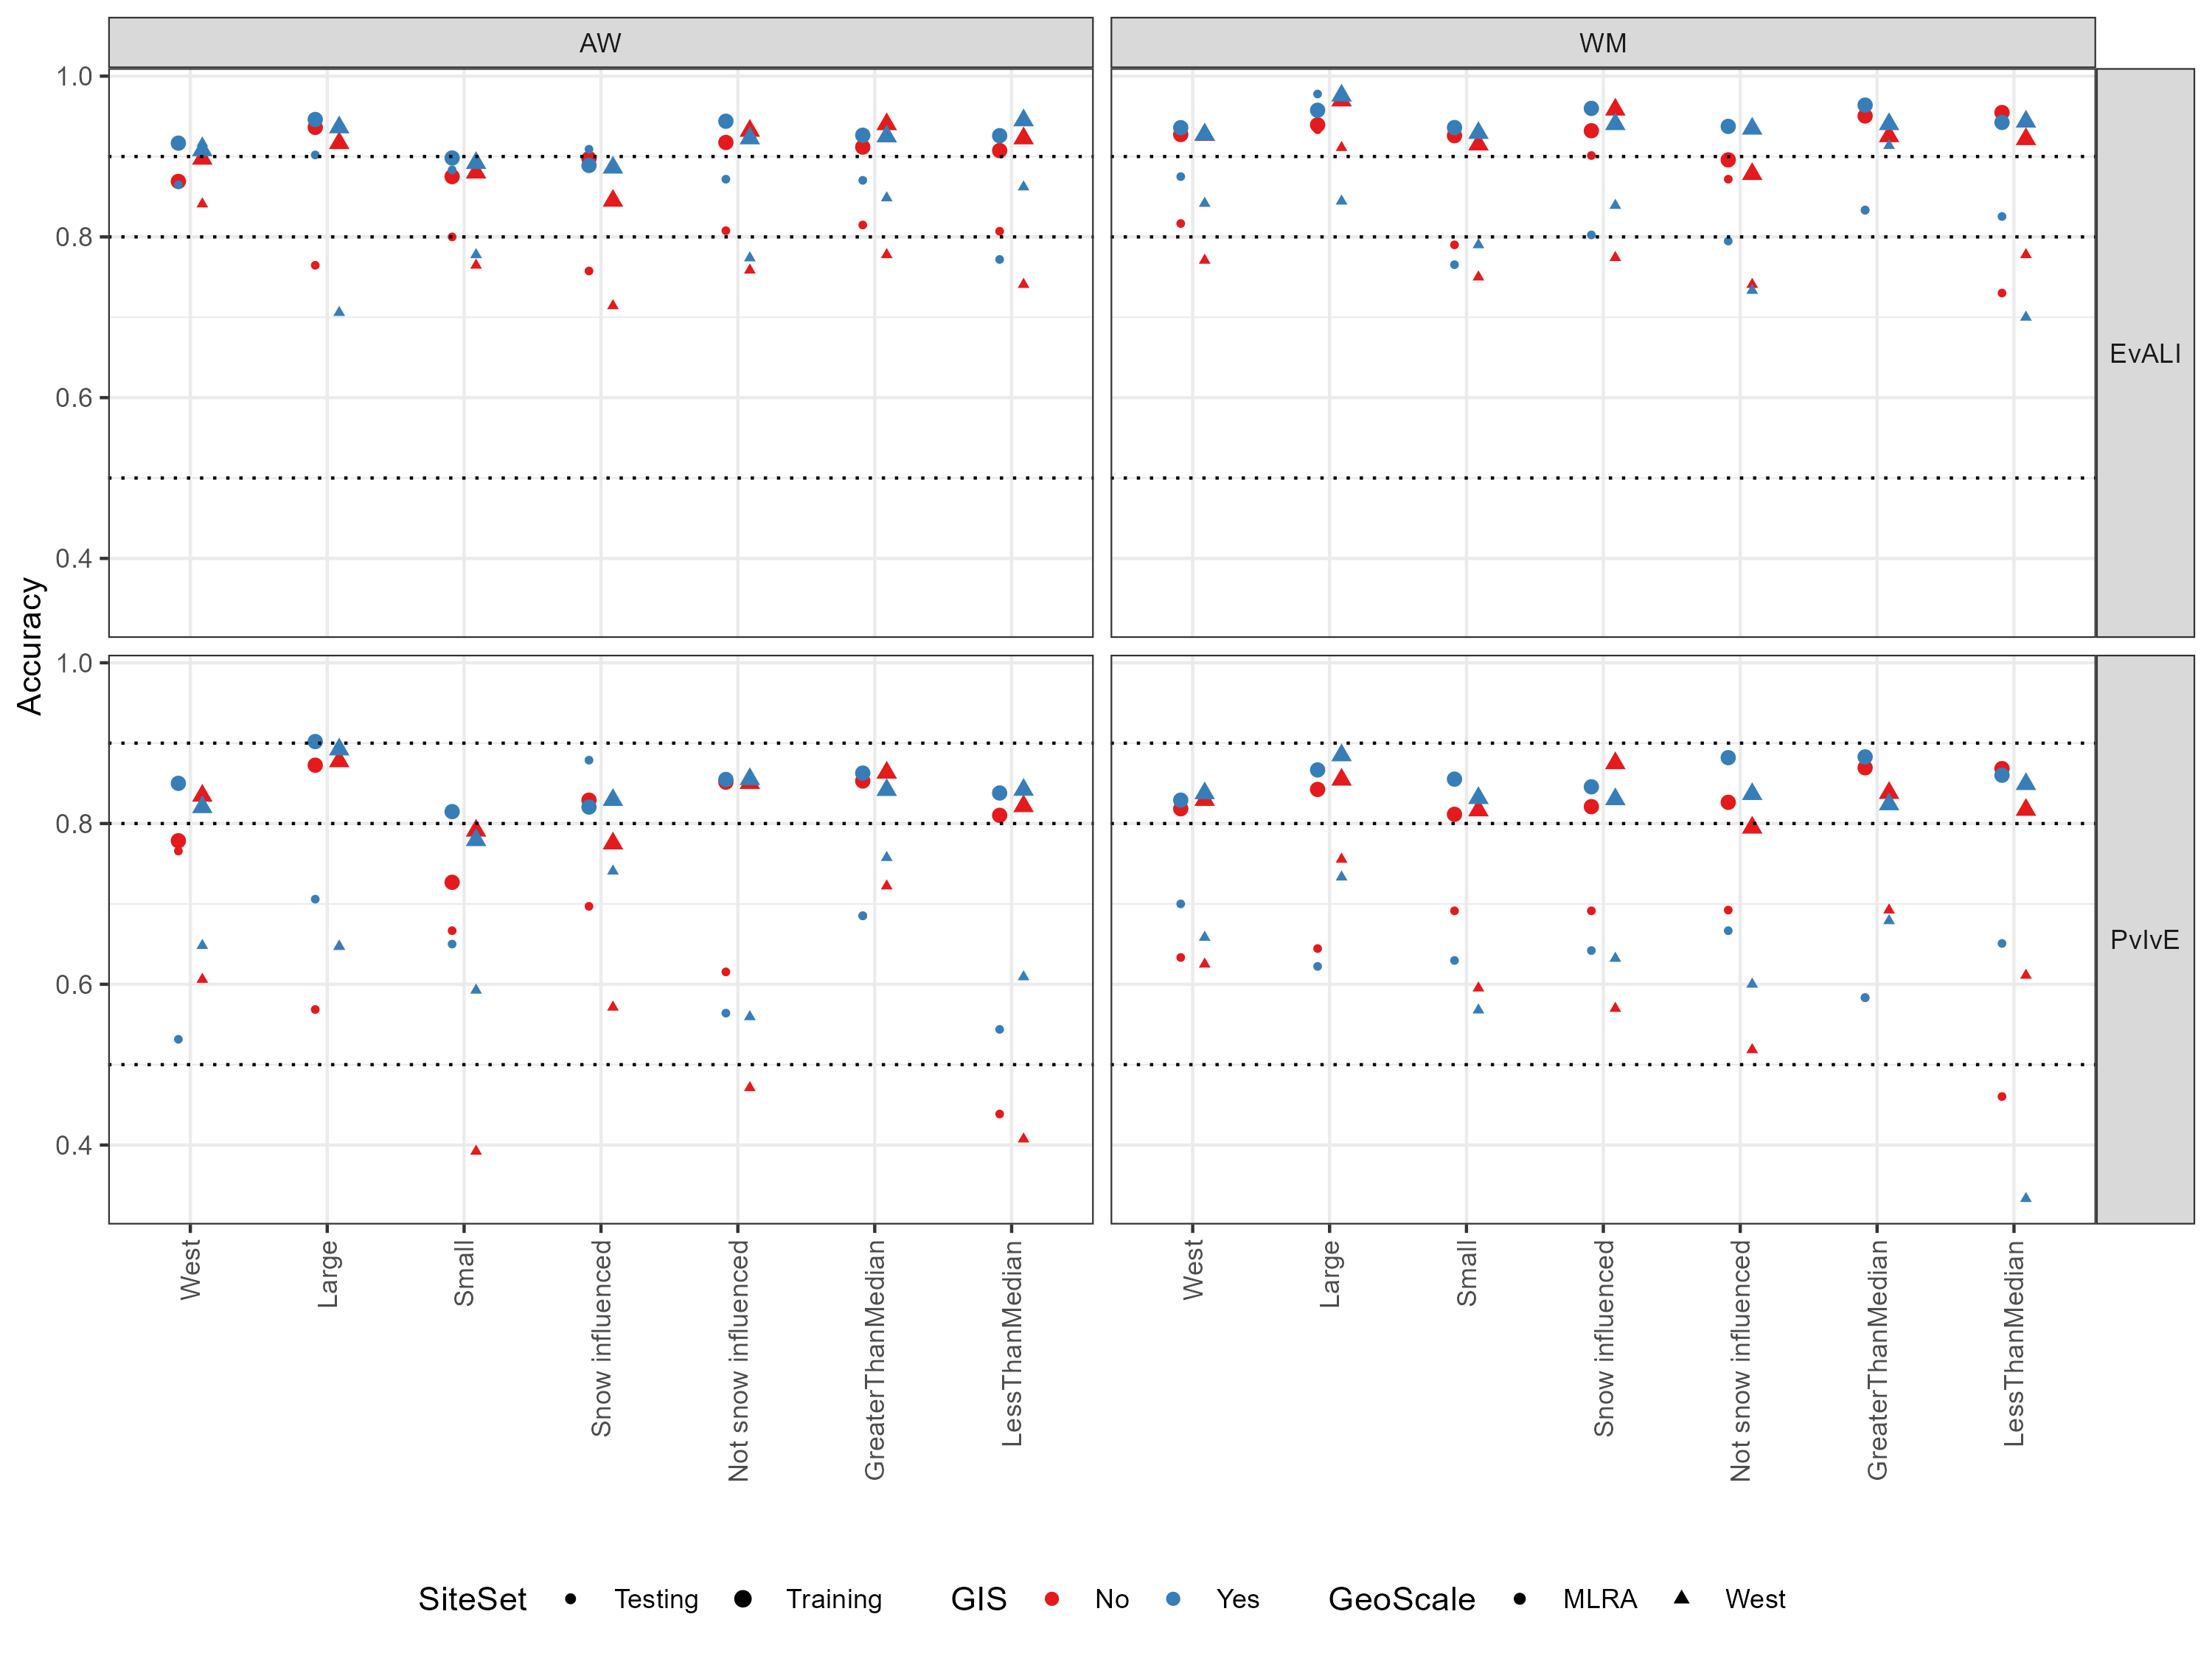 AW
WM
1.0
0.8
0.6
0.4
EvALI
Accuracy
1.0
0.8
0.6
0.4
PvIvE
West
Large
Small
Snow influenced
Not snow influenced
GreaterThanMedian
LessThanMedian
West
Large
Small
Snow influenced
Not snow influenced
GreaterThanMedian
LessThanMedian
SiteSet Testing Training GIS No Yes GeoScale MLRA West